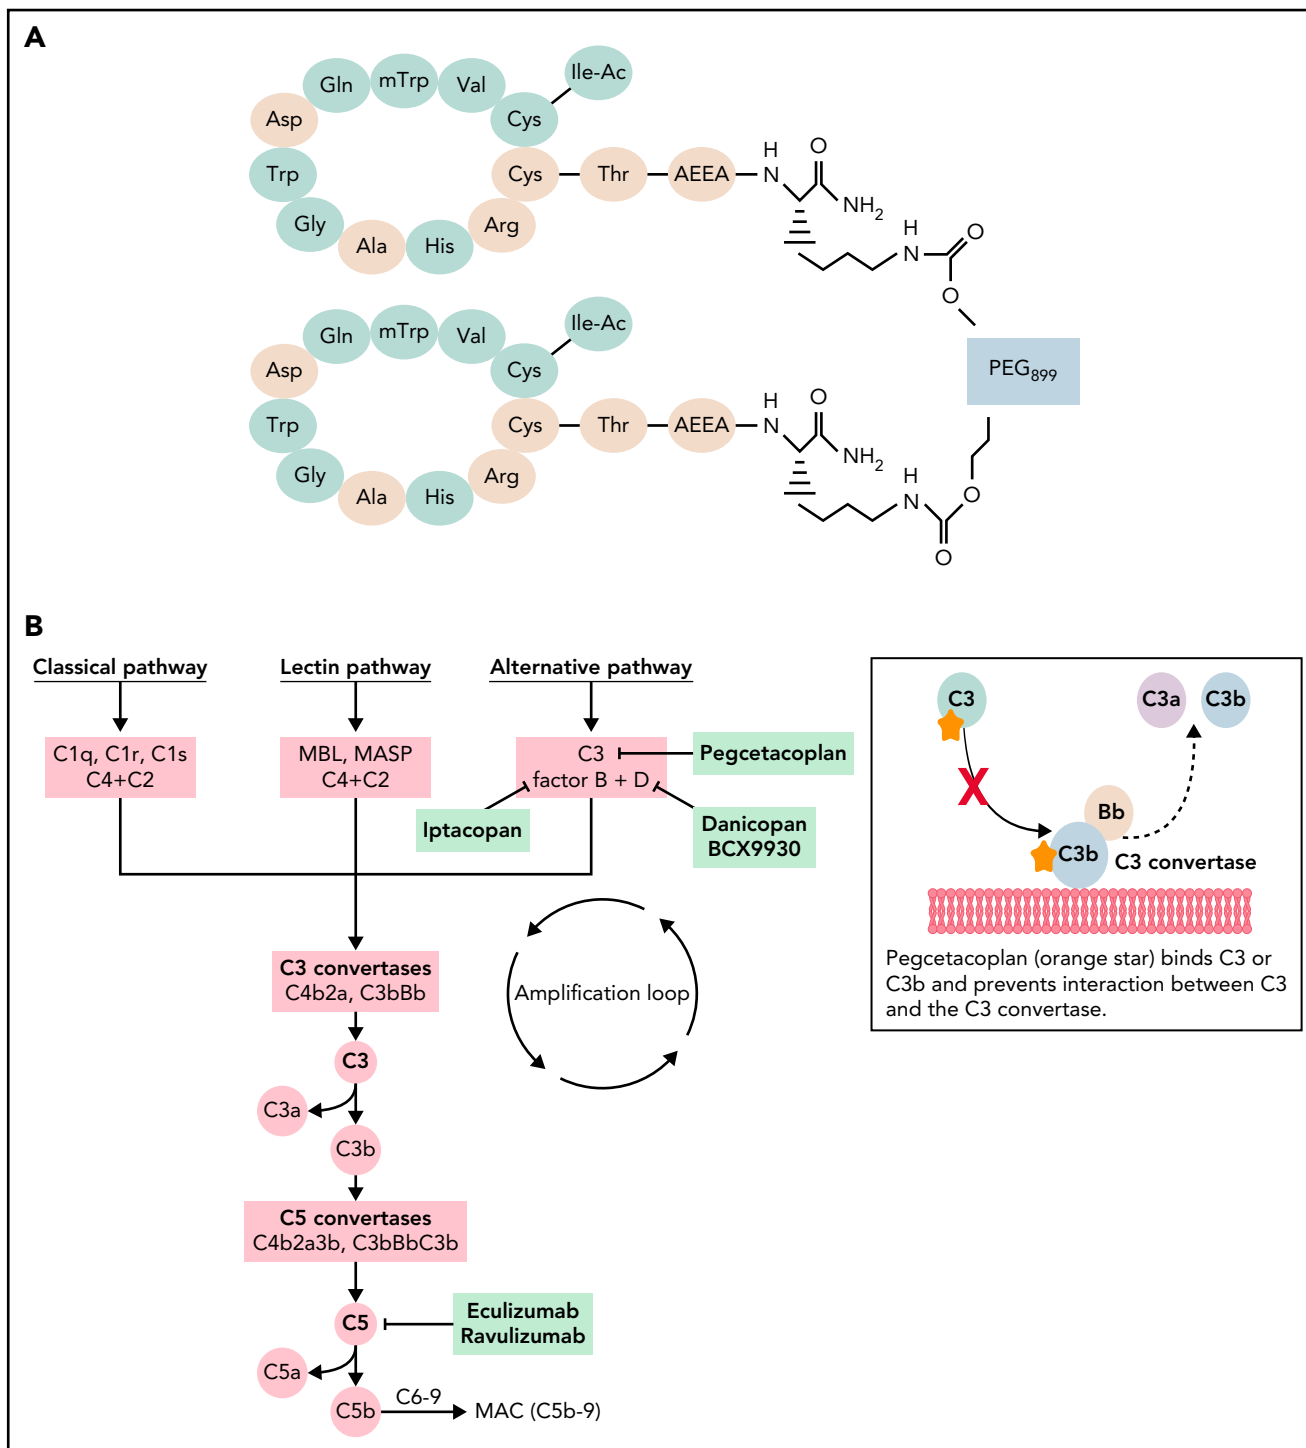 A
Gln
mTrp
Val
Ile-Ac
Asp
Cys
Trp
Cys
Thr
AEEA
H
N
O
NH2
Gly
Ala
His
Arg
H
N
O
O
PEG899
Gln
mTrp
Val
Ile-Ac
Asp
Cys
Trp
Cys
Thr
AEEA
H
N
O
NH2
Gly
Ala
His
Arg
H
N
O
O
B
Classical pathway
Lectin pathway
Alternative pathway
C1q, C1r, C1s
C4+C2
MBL, MASP
C4+C2
C3
factor B + D
Pegcetacoplan
Iptacopan
Danicopan
BCX9930
C3 convertases
C4b2a, C3bBb
Amplification loop
C3
C3a
C3b
C5 convertases
C4b2a3b, C3bBbC3b
C5
Eculizumab
Ravulizumab
C5a
C5b
C6-9
MAC (C5b-9)
C3
C3a
C3b
X
Bb
C3b
C3 convertase
Pegcetacoplan (orange star) binds C3 or
C3b and prevents interaction between C3
and the C3 convertase.